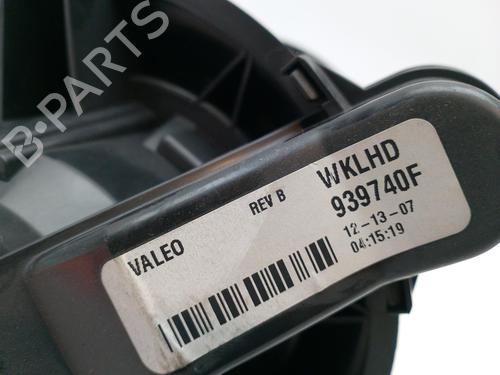 B-PARTS
WKLHD
939740F
REV B
12-13-07
04:15:19
VALEO